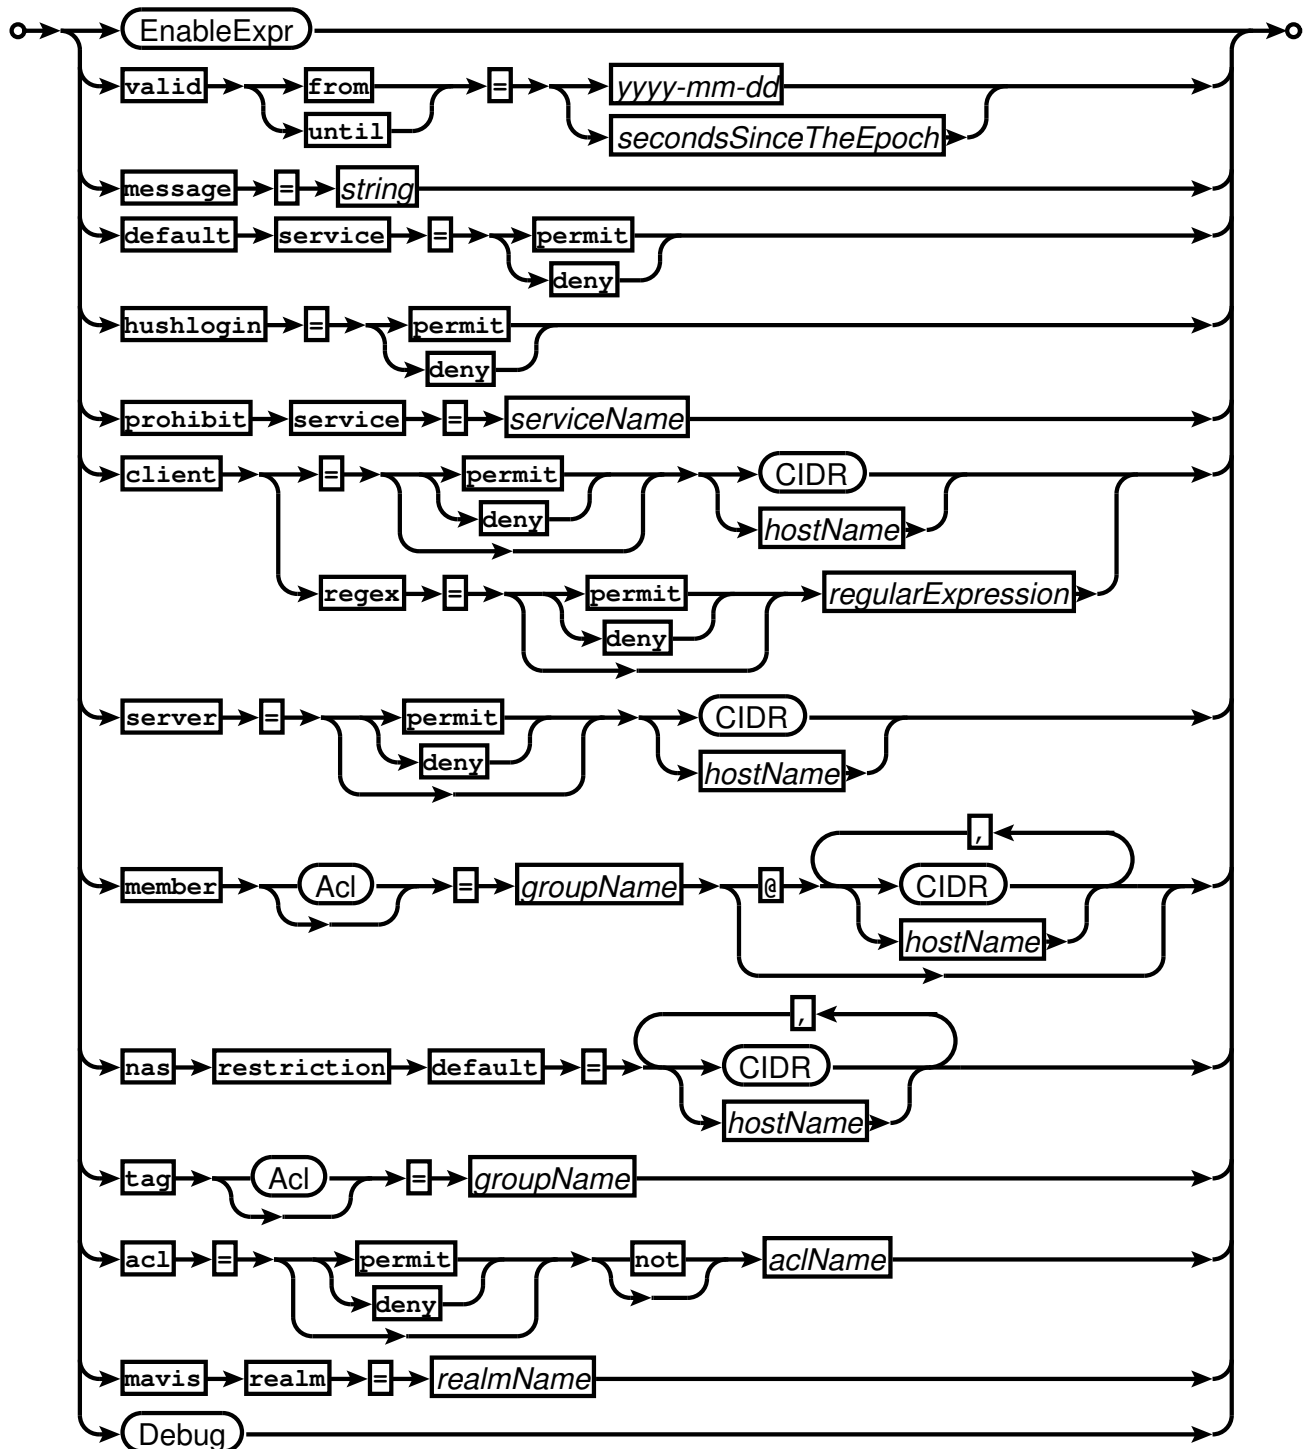 EnableExpr
valid from = yyyy-mm-dd
until secondsSinceTheEpoch
message = string
default service = permit
deny
hushlogin = permit
deny
prohibit service = serviceName
client = permit CIDR
deny hostName
regex = permit regularExpression
deny
server = permit CIDR
deny hostName
,
member Acl = groupName @ CIDR
hostName
,
nas restriction default = CIDR
hostName
tag Acl = groupName
acl = permit not aclName
deny
mavis realm = realmName
Debug